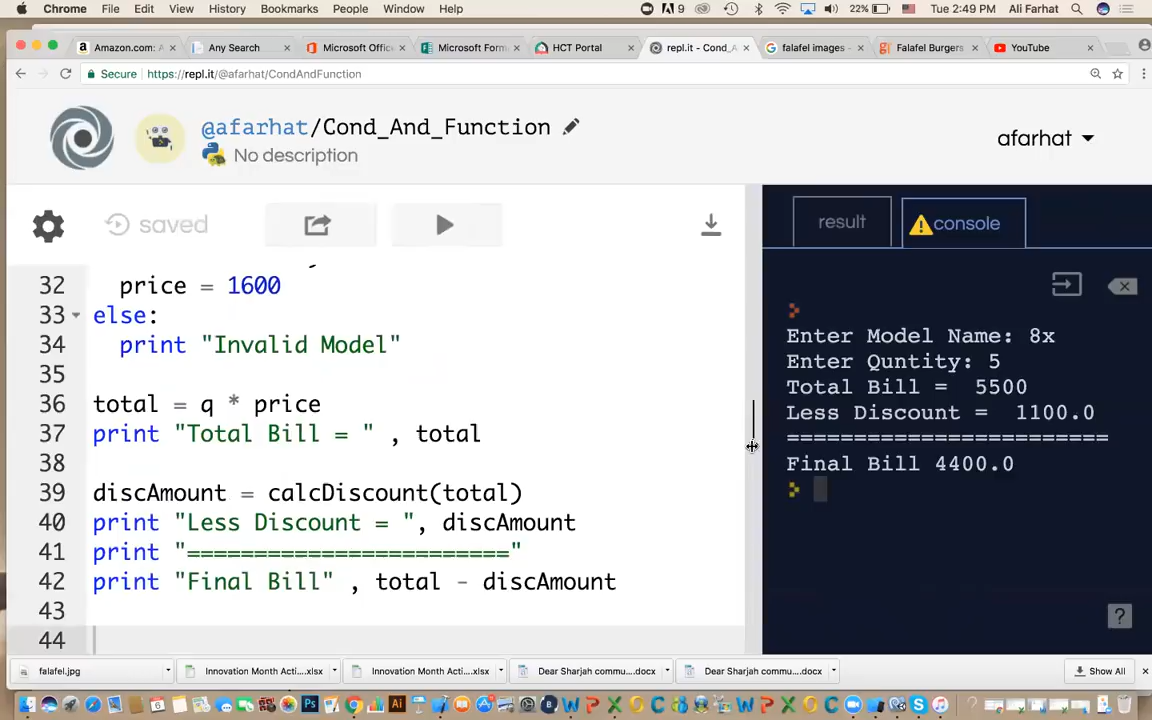 Chrome File Edit View History Bookmarks People Window Help 9 22% Tue 2:49 PM Ali Farhat
Amazon.com: A Any Search Microsoft Offic Microsoft Form HCT Portal repl.it - Cond_A falafel images - Falafel Burgers YouTube
Secure https://repl.it/@afarhat/CondAndFunction
@afarhat/Cond_And_Function
No description
afarhat
saved
result console
32 price = 1600
33 else:
34 print "Invalid Model"
35
36 total = q * price
37 print "Total Bill = " , total
38
39 discAmount = calcDiscount(total)
40 print "Less Discount = ", discAmount
41 print "========================"
42 print "Final Bill" , total - discAmount
43
44
Enter Model Name: 8x
Enter Quntity: 5
Total Bill = 5500
Less Discount = 1100.0
========================
Final Bill 4400.0
?
falafel.jpg Innovation Month Acti....xlsx Innovation Month Acti....xlsx Dear Sharjah commu....docx Dear Sharjah commu....docx Show All